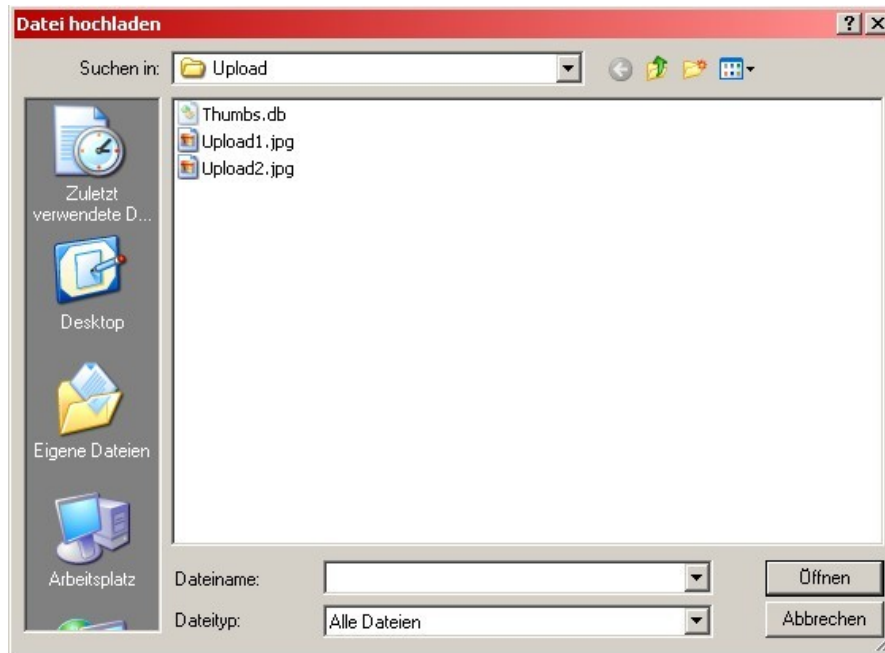 Datei hochladen
Suchen in:
Upload
Zuletzt
verwendete D...
Desktop
Eigene Dateien
Arbeitsplatz
Thumbs.db
Upload1.jpg
Upload2.jpg
Dateiname:
Öffnen
Dateityp:
Alle Dateien
Abbrechen